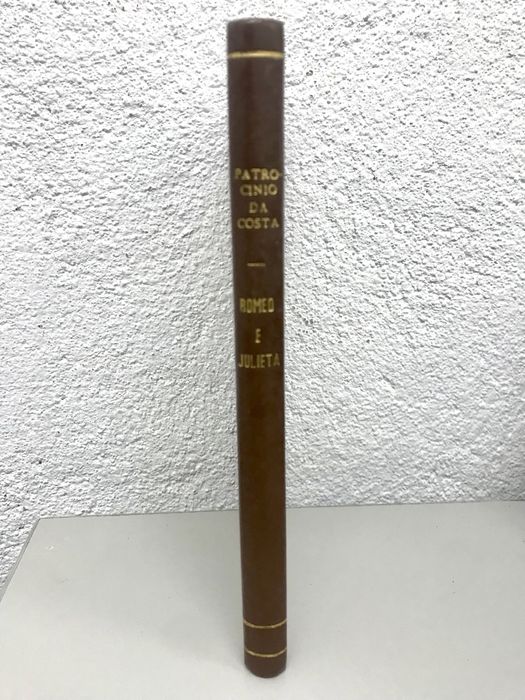 PATRO-
CINIO
DA
COSTA
ROMEO
E
JULIETA